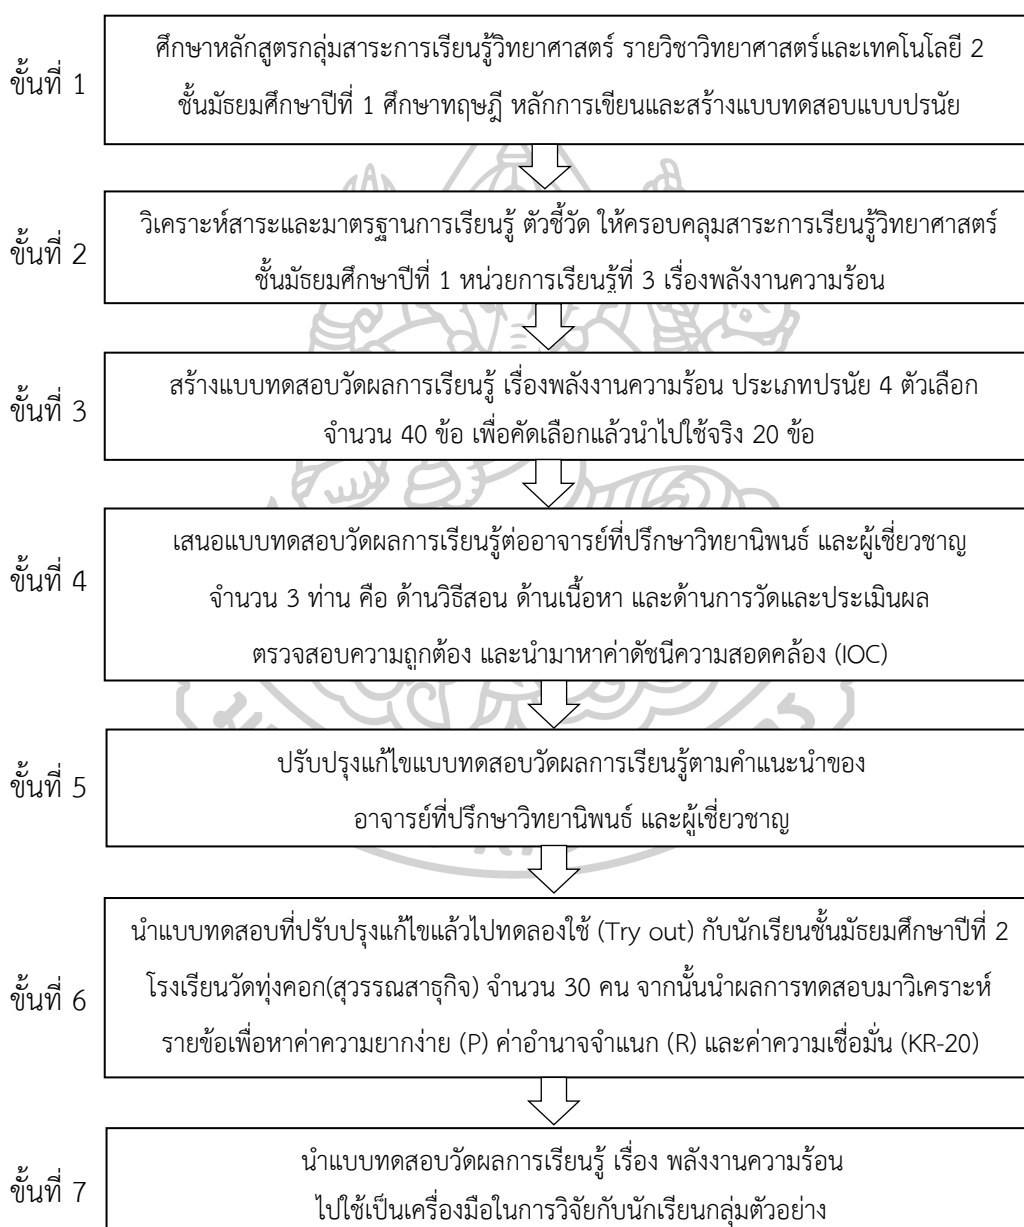 ขั้นที่ 1
ศึกษาหลักสูตรกลุ่มสาระการเรียนรู้วิทยาศาสตร์ รายวิชาวิทยาศาสตร์และเทคโนโลยี 2
ชั้นมัธยมศึกษาปีที่ 1 ศึกษาทฤษฎี หลักการเขียนและสร้างแบบทดสอบแบบปรนัย
ขั้นที่ 2
วิเคราะห์สาระและมาตรฐานการเรียนรู้ ตัวชี้วัด ให้ครอบคลุมสาระการเรียนรู้วิทยาศาสตร์
ชั้นมัธยมศึกษาปีที่ 1 หน่วยการเรียนรู้ที่ 3 เรื่องพลังงานความร้อน
ขั้นที่ 3
สร้างแบบทดสอบวัดผลการเรียนรู้ เรื่องพลังงานความร้อน ประเภทปรนัย 4 ตัวเลือก
จำนวน 40 ข้อ เพื่อคัดเลือกแล้วนำไปใช้จริง 20 ข้อ
ขั้นที่ 4
เสนอแบบทดสอบวัดผลการเรียนรู้ต่ออาจารย์ที่ปรึกษาวิทยานิพนธ์ และผู้เชี่ยวชาญ
จำนวน 3 ท่าน คือ ด้านวิธีสอน ด้านเนื้อหา และด้านการวัดและประเมินผล
ตรวจสอบความถูกต้อง และนำมาหาค่าดัชนีความสอดคล้อง (IOC)
ขั้นที่ 5
ปรับปรุงแก้ไขแบบทดสอบวัดผลการเรียนรู้ตามคำแนะนำของ
อาจารย์ที่ปรึกษาวิทยานิพนธ์ และผู้เชี่ยวชาญ
ขั้นที่ 6
นำแบบทดสอบที่ปรับปรุงแก้ไขแล้วไปทดลองใช้ (Try out) กับนักเรียนชั้นมัธยมศึกษาปีที่ 2
โรงเรียนวัดทุ่งคอก(สุวรรณสาธุกิจ) จำนวน 30 คน จากนั้นนำผลการทดสอบมาวิเคราะห์
รายข้อเพื่อหาค่าความยากง่าย (P) ค่าอำนาจจำแนก (R) และค่าความเชื่อมั่น (KR-20)
ขั้นที่ 7
นำแบบทดสอบวัดผลการเรียนรู้ เรื่อง พลังงานความร้อน
ไปใช้เป็นเครื่องมือในการวิจัยกับนักเรียนกลุ่มตัวอย่าง